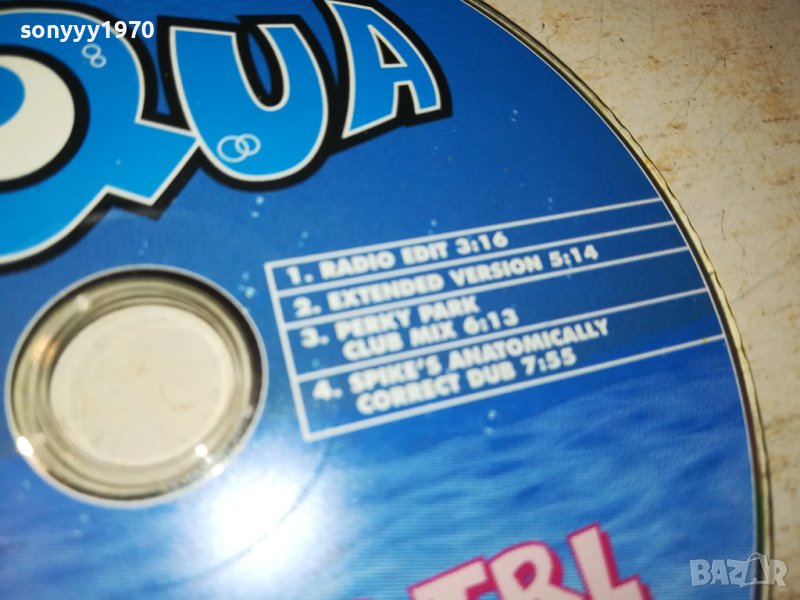 sonyyy1970
QUA
1. RADIO EDIT 3:16
2. EXTENDED VERSION 5:14
3. PERKY PARK
CLUB MIX 6:13
4. SPIKE'S ANATOMICALLY
CORRECT DUB 7:55
BAZAR